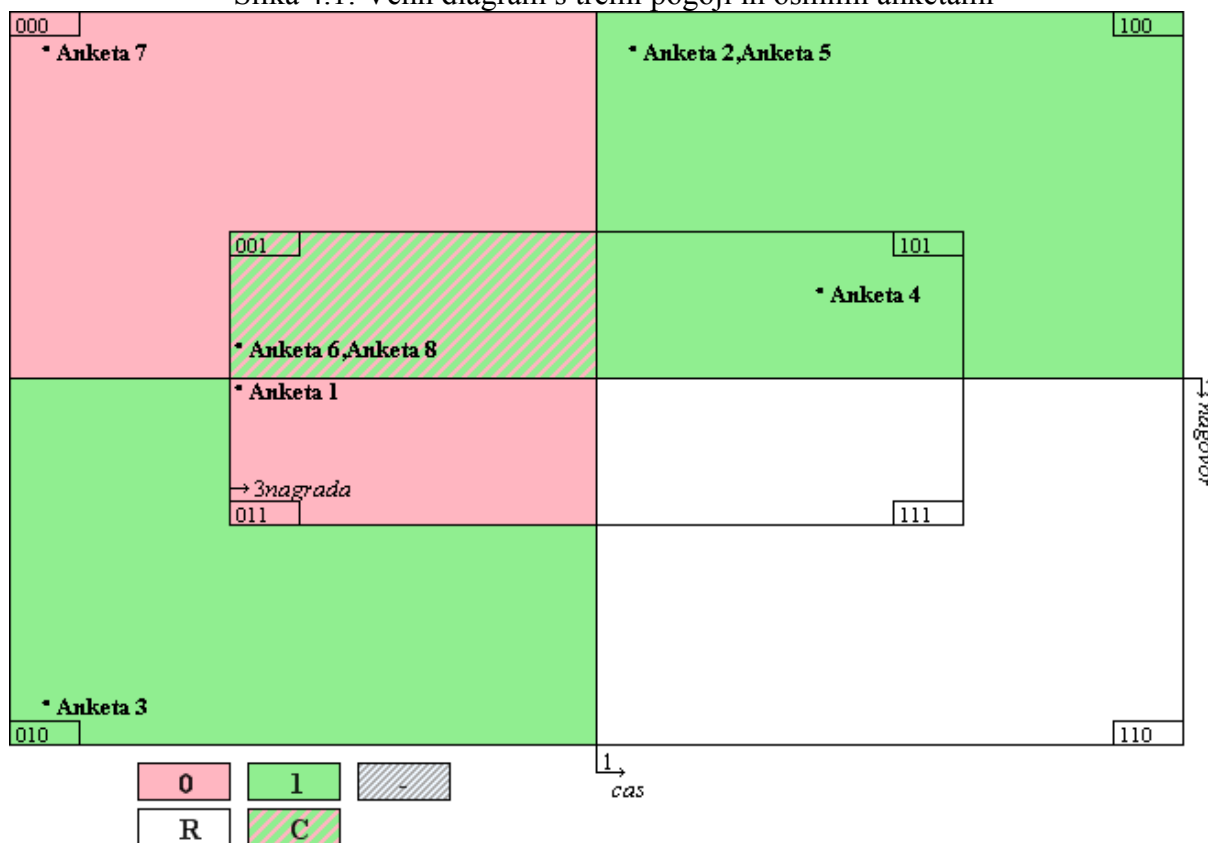 Slika 4.1: Venn diagram s tremi pogoji in osmimi anketami
000
100
Anketa 7
Anketa 2,Anketa 5
001
101
Anketa 4
Anketa 6,Anketa 8
Anketa 1
nagovor
→ 3nagrada
011
111
Anketa 3
010
110
1
cas
0 1 -
R C